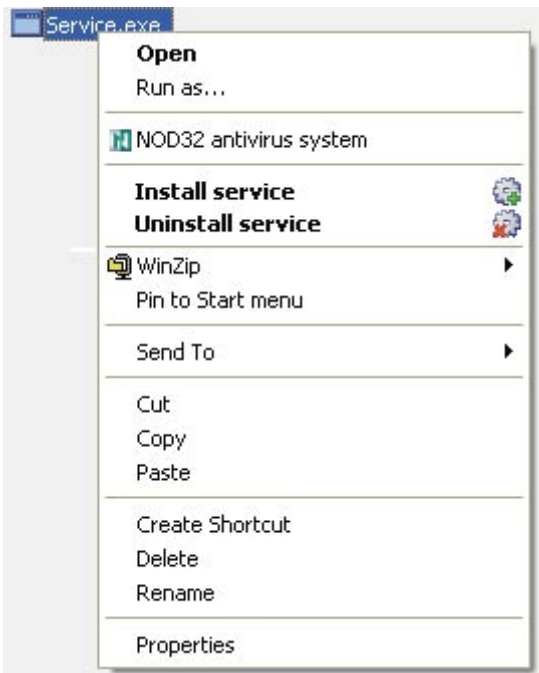 Service.exe
Open
Run as...
NOD32 antivirus system
Install service
Uninstall service
WinZip
Pin to Start menu
Send To
Cut
Copy
Paste
Create Shortcut
Delete
Rename
Properties